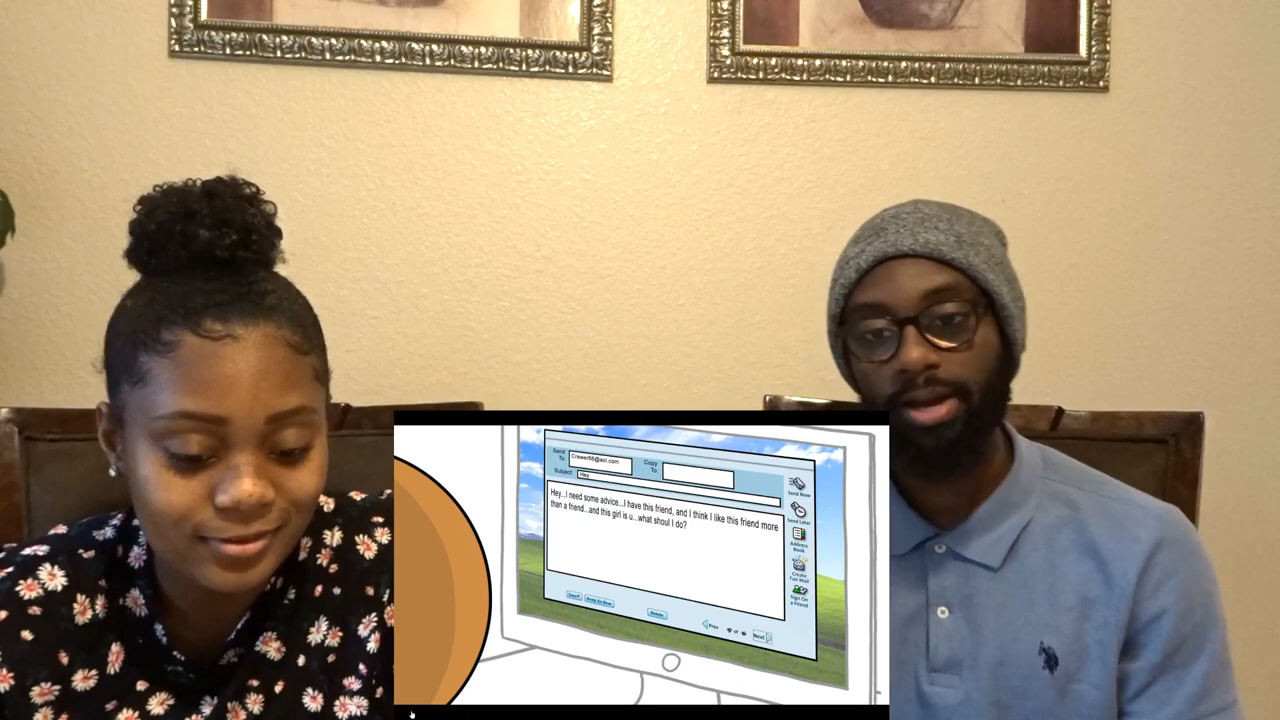 Send To: Crewer68@aol.com Copy To:
Subject: Hey
Hey...I need some advice...I have this friend, and I think I like this friend more
than a friend...and this girl is u...what shoul I do?
Send Now
Send Later
Address Book
Create Fun Mail
Sign On a Friend
Prev
of
Next